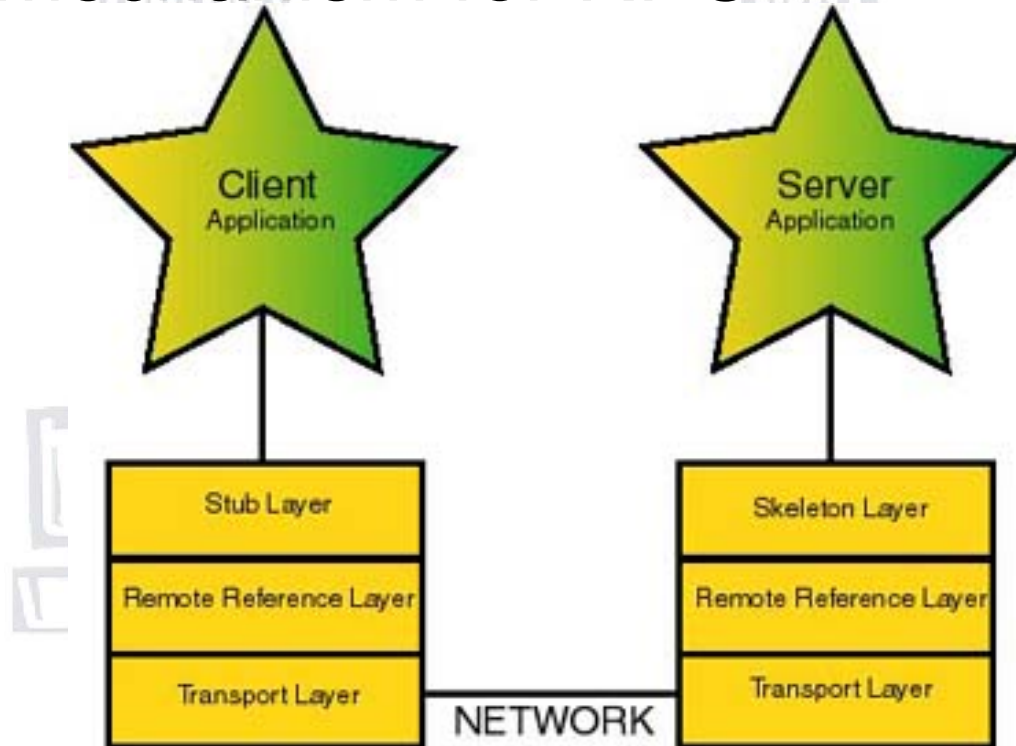 Client
Application
Server
Application
Stub Layer
Remote Reference Layer
Transport Layer
Skeleton Layer
Remote Reference Layer
Transport Layer
NETWORK